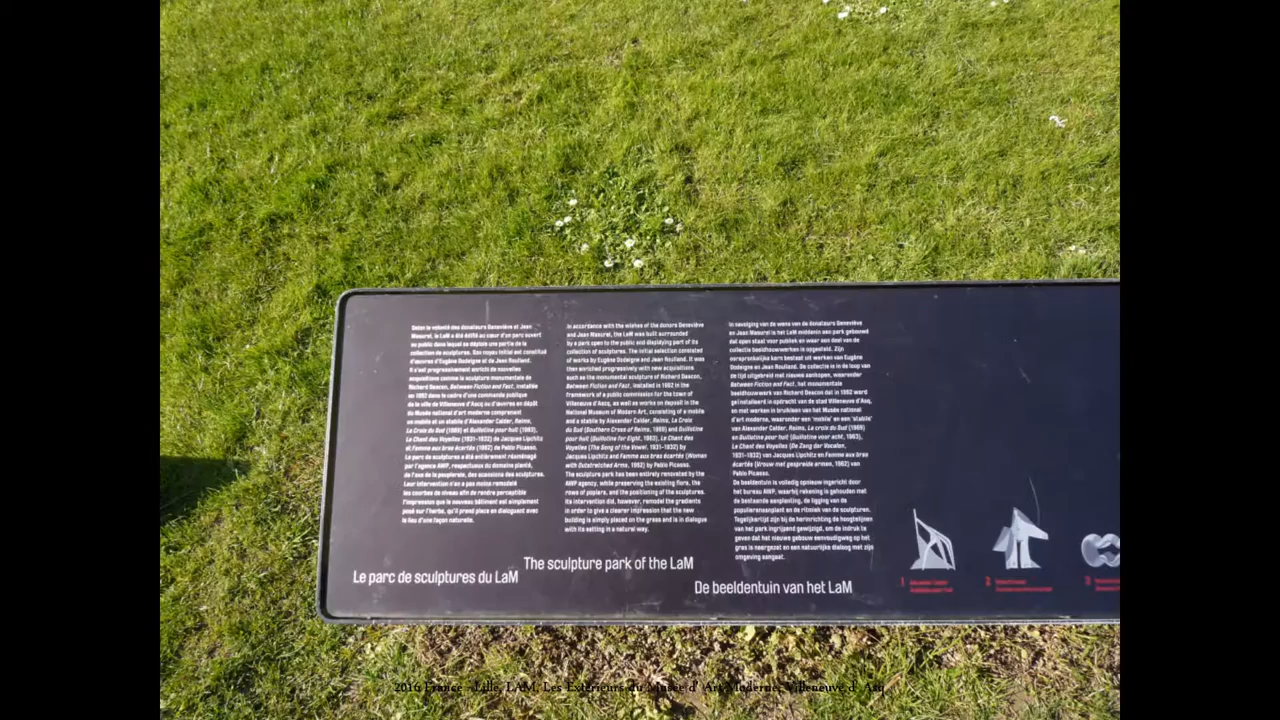 Selon la volonté des donateurs Geneviève et Jean
Masurel, le LaM a été édifié au cœur d'un parc ouvert
au public dans lequel se déploie une partie de la
collection de sculptures. Son noyau initial est constitué
d'œuvres d'Eugène Dodeigne et de Jean Roulland.
Il s'est progressivement enrichi de nouvelles
acquisitions comme la sculpture monumentale de
Richard Deacon, Between Fiction and Fact, installée
en 1992 dans le cadre d'une commande publique
de la ville de Villeneuve d'Ascq ou d'œuvres en dépôt
du Musée national d'art moderne comprenant
un mobile et un stabile d'Alexander Calder, Reims,
La Croix du Sud (1969) et Guillotine pour huit (1963),
Le Chant des Voyelles (1931-1932) de Jacques Lipchitz
et Femme aux bras écartés (1962) de Pablo Picasso.
Le parc de sculptures a été entièrement réaménagé
par l'agence AWP, respectueux du domaine planté,
de l'axe de la peupleraie, des scansions des sculptures.
Leur intervention n'en a pas moins remodelé
les courbes de niveau afin de rendre perceptible
l'impression que le nouveau bâtiment est simplement
posé sur l'herbe, qu'il prend place en dialoguant avec
le lieu d'une façon naturelle.
Le parc de sculptures du LaM
In accordance with the wishes of the donors Geneviève
and Jean Masurel, the LaM was built surrounded
by a park open to the public and displaying part of its
collection of sculptures. The initial selection consisted
of works by Eugène Dodeigne and Jean Roulland. It was
then enriched progressively with new acquisitions
such as the monumental sculpture of Richard Deacon,
Between Fiction and Fact, installed in 1992 in the
framework of a public commission for the town of
Villeneuve d'Ascq, as well as works on deposit in the
National Museum of Modern Art, consisting of a mobile
and a stabile by Alexander Calder, Reims, La Croix
du Sud (Southern Cross of Reims, 1969) and Guillotine
pour huit (Guillotine for Eight, 1963), Le Chant des
Voyelles (The Song of the Vowel, 1931-1932) by
Jacques Lipchitz and Femme aux bras écartés (Woman
with Outstretched Arms, 1962) by Pablo Picasso.
The sculpture park has been entirely renovated by the
AWP agency, while preserving the existing flora, the
rows of poplars, and the positioning of the sculptures.
Its intervention did, however, remodel the gradients
in order to give a clearer impression that the new
building is simply placed on the grass and is in dialogue
with its setting in a natural way.
The sculpture park of the LaM
In navolging van de wens van de donateurs Geneviève
en Jean Masurel is het LaM middenin een park gebouwd
dat open staat voor publiek en waar een deel van de
collectie beeldhouwwerken is opgesteld. Zijn
oorspronkelijke kern bestaat uit werken van Eugène
Dodeigne en Jean Roulland. De collectie is in de loop van
de tijd uitgebreid met nieuwe aankopen, waaronder
Between Fiction and Fact, het monumentale
beeldhouwwerk van Richard Deacon dat in 1992 werd
geïnstalleerd in opdracht van de stad Villeneuve d'Ascq,
en met werken in bruikleen van het Musée national
d'art moderne, waaronder een 'mobile' en een 'stabile'
van Alexander Calder, Reims, La croix du Sud (1969)
en Guillotine pour huit (Guillotine voor acht, 1963),
Le Chant des Voyelles (De Zang der Vocalen,
1931-1932) van Jacques Lipchitz en Femme aux bras
écartés (Vrouw met gespreide armen, 1962) van
Pablo Picasso.
De beeldentuin is volledig opnieuw ingericht door
het bureau AWP, waarbij rekening is gehouden met
de bestaande aanplanting, de ligging van de
populierenaanplant en de ritmiek van de sculpturen.
Tegelijkertijd zijn bij de herinrichting de hoogtelijnen
van het park ingrijpend gewijzigd, om de indruk te
geven dat het nieuwe gebouw eenvoudigweg op het
gras is neergezet en een natuurlijke dialoog met zijn
omgeving aangaat.
De beeldentuin van het LaM
1
2
3
2016 France - Lille, LAM, Les Extérieurs du Musée d' Art Moderne, Villeneuve d' Asq